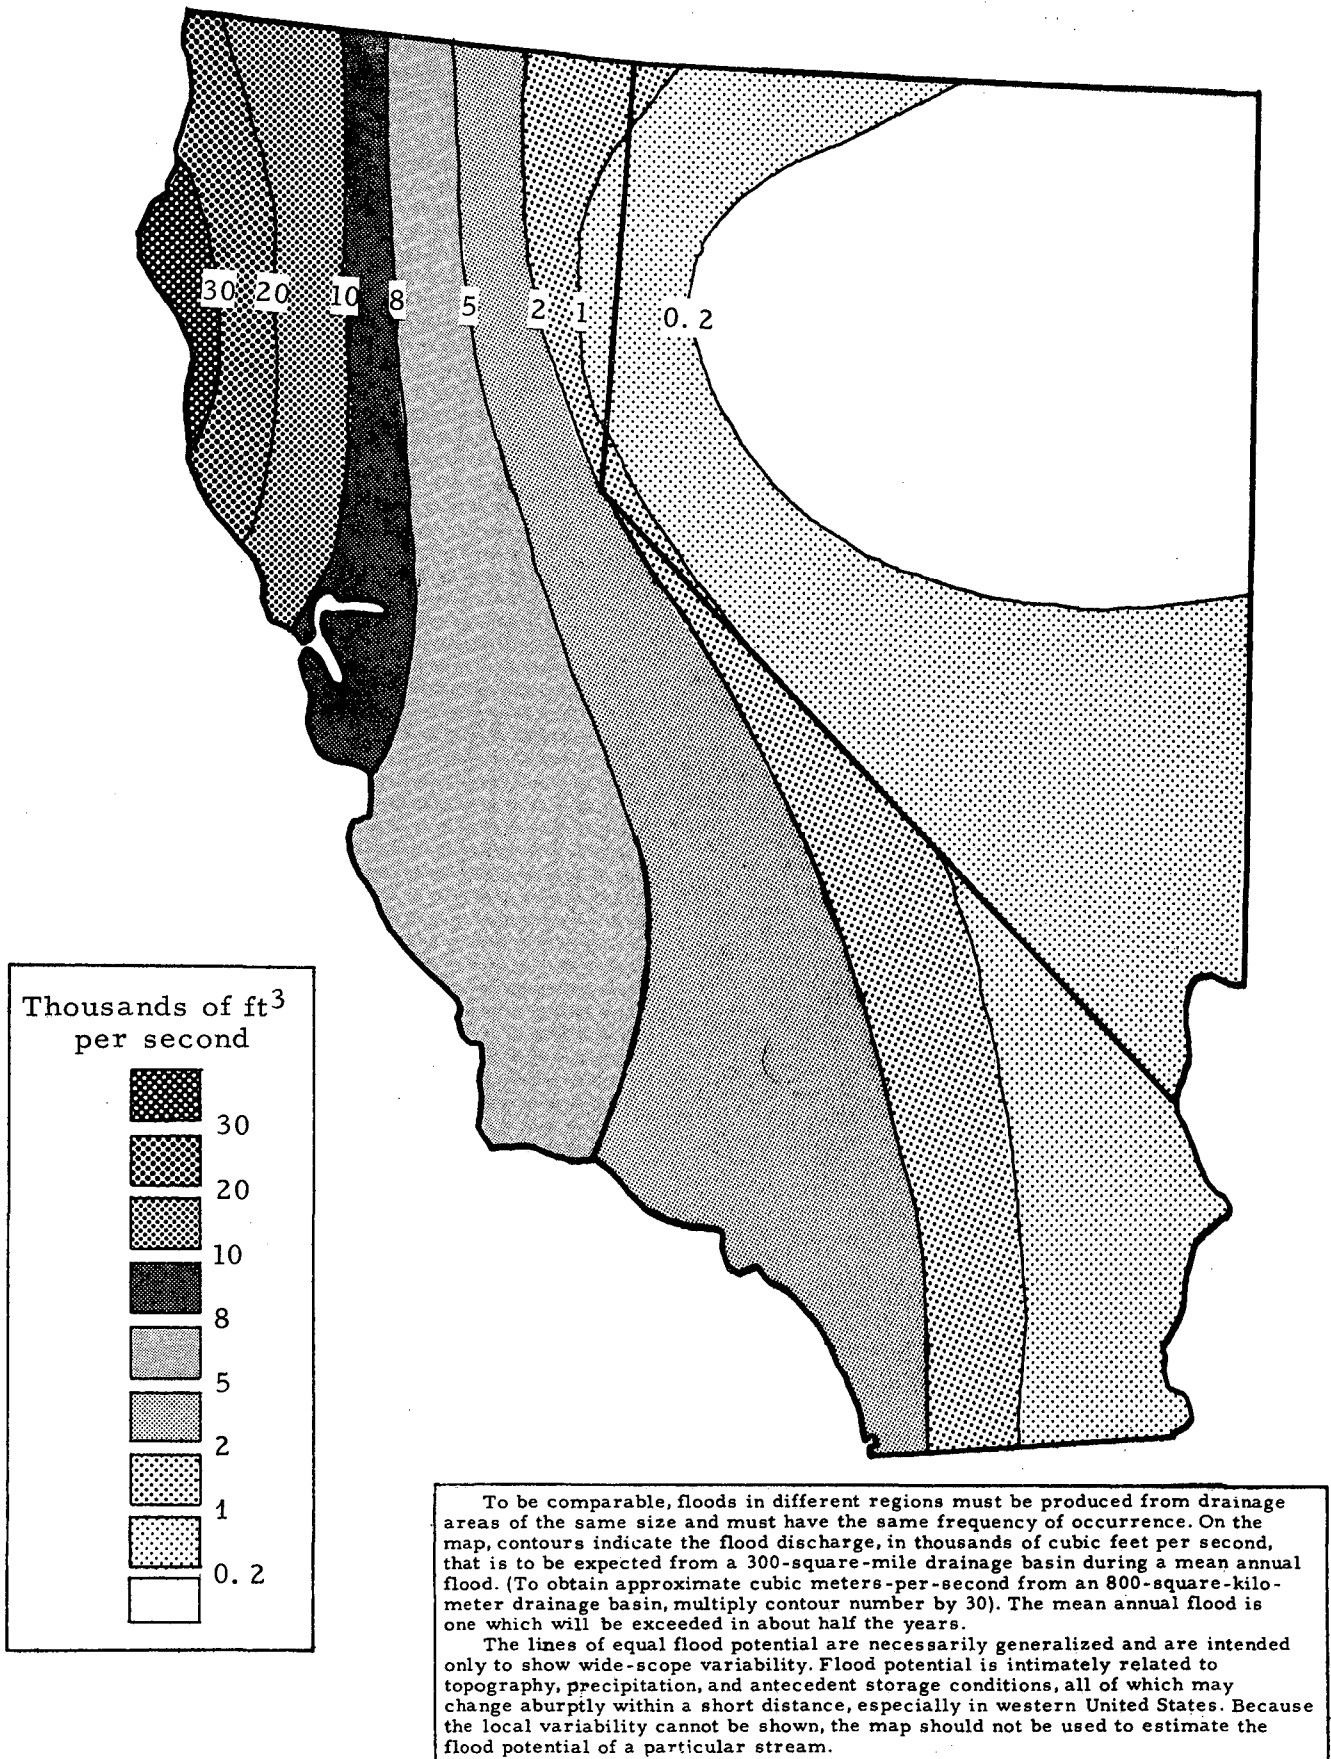 30 20 10 8 5 2 1 0.2
Thousands of ft3
per second
30
20
10
8
5
2
1
0.2
To be comparable, floods in different regions must be produced from drainage
areas of the same size and must have the same frequency of occurrence. On the
map, contours indicate the flood discharge, in thousands of cubic feet per second,
that is to be expected from a 300-square-mile drainage basin during a mean annual
flood. (To obtain approximate cubic meters-per-second from an 800-square-kilo-
meter drainage basin, multiply contour number by 30). The mean annual flood is
one which will be exceeded in about half the years.
The lines of equal flood potential are necessarily generalized and are intended
only to show wide-scope variability. Flood potential is intimately related to
topography, precipitation, and antecedent storage conditions, all of which may
change aburptly within a short distance, especially in western United States. Because
the local variability cannot be shown, the map should not be used to estimate the
flood potential of a particular stream.